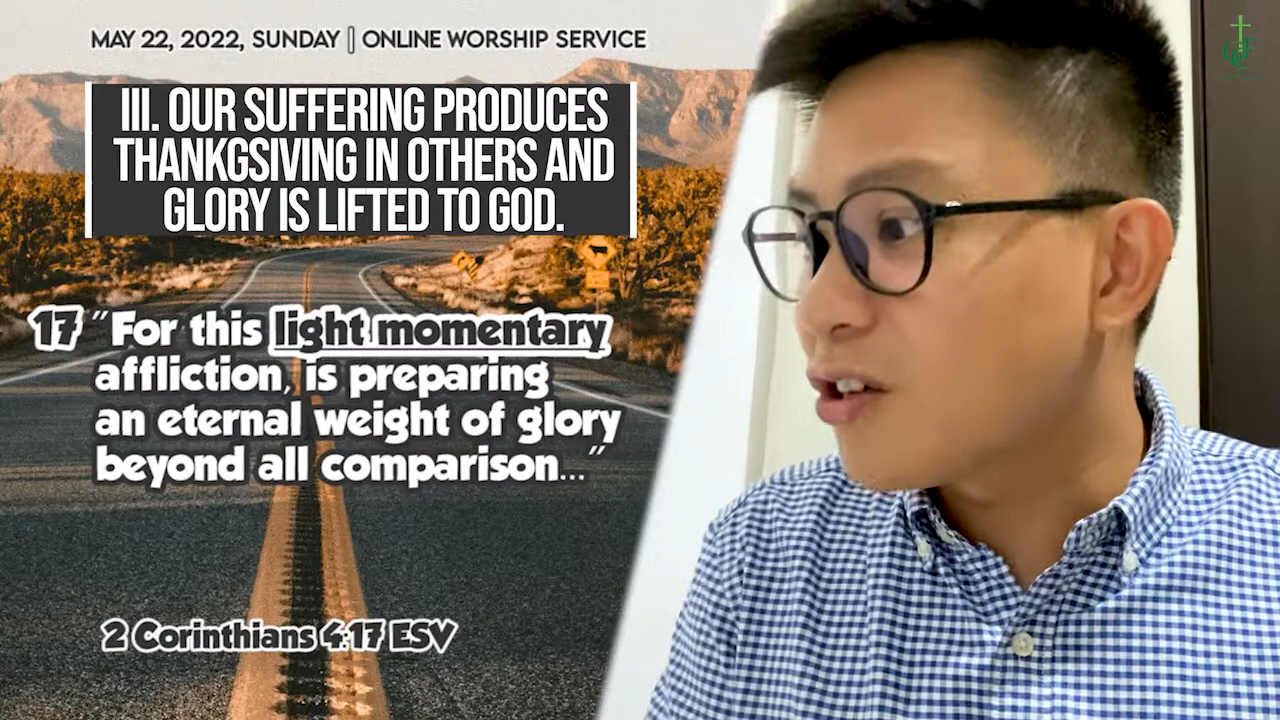 MAY 22, 2022, SUNDAY | ONLINE WORSHIP SERVICE
III. OUR SUFFERING PRODUCES
THANKGSIVING IN OTHERS AND
GLORY IS LIFTED TO GOD.
17 "For this light momentary
affliction, is preparing
an eternal weight of glory
beyond all comparison..."
2 Corinthians 4:17 ESV